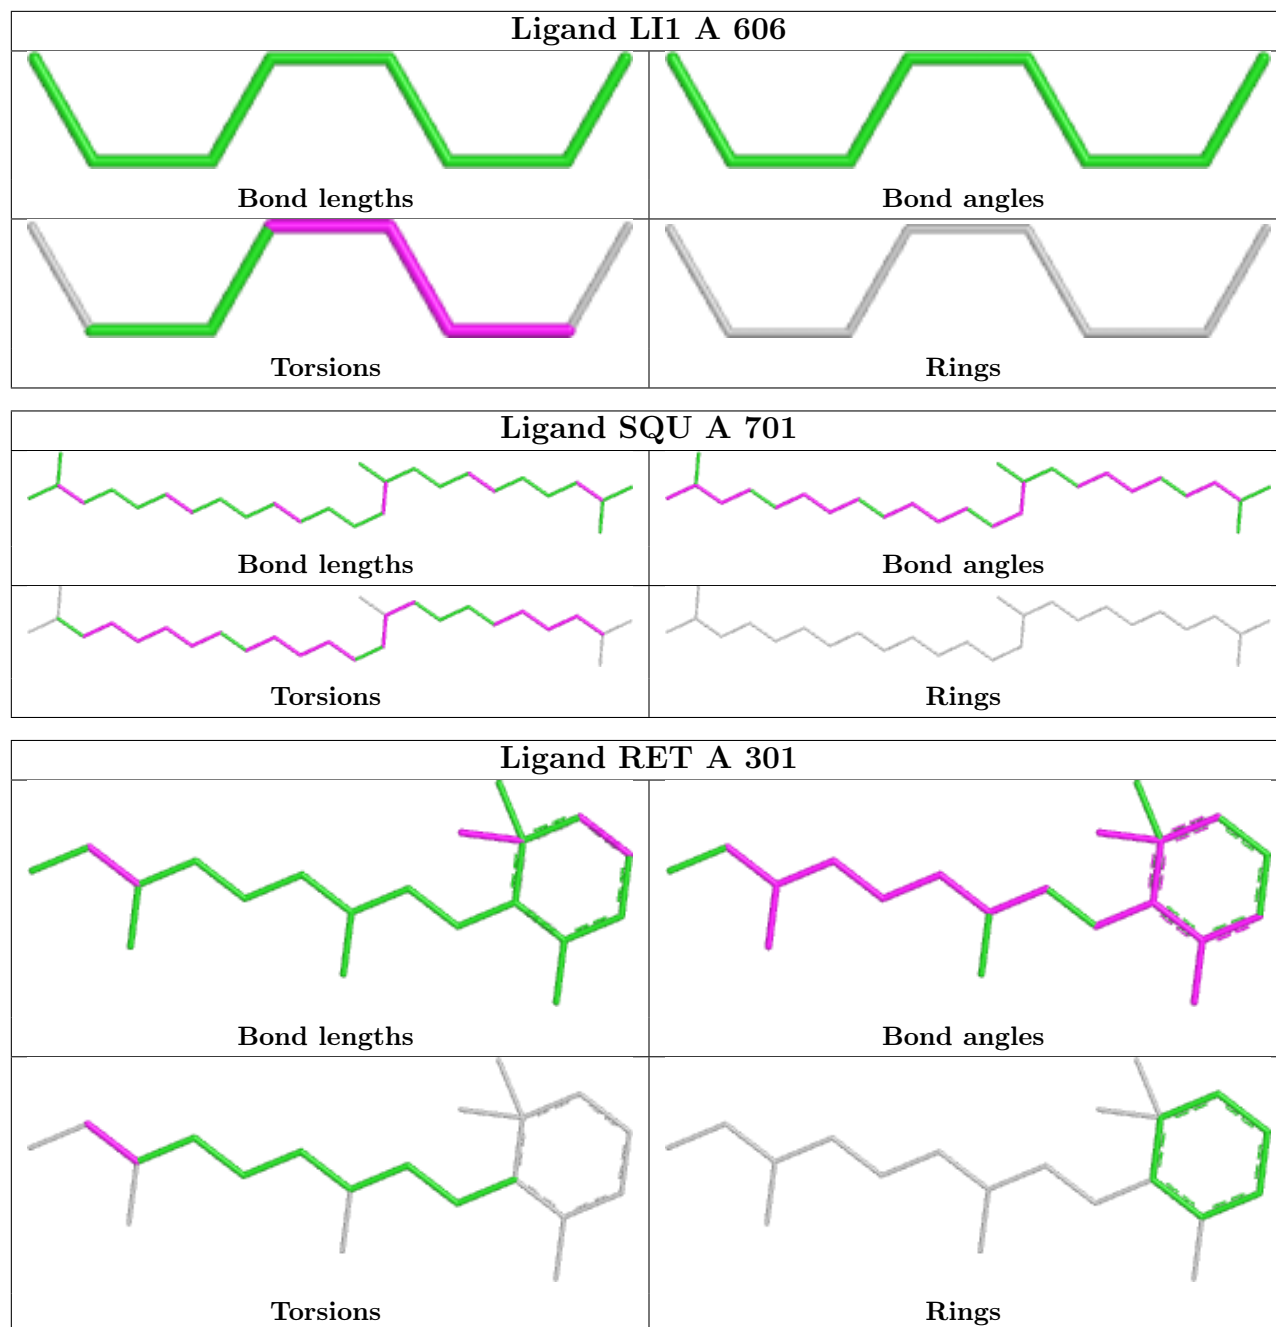 Ligand LI1 A 606
Bond lengths Bond angles
Torsions Rings
Ligand SQU A 701
Bond lengths Bond angles
Torsions Rings
Ligand RET A 301
Bond lengths Bond angles
Torsions Rings